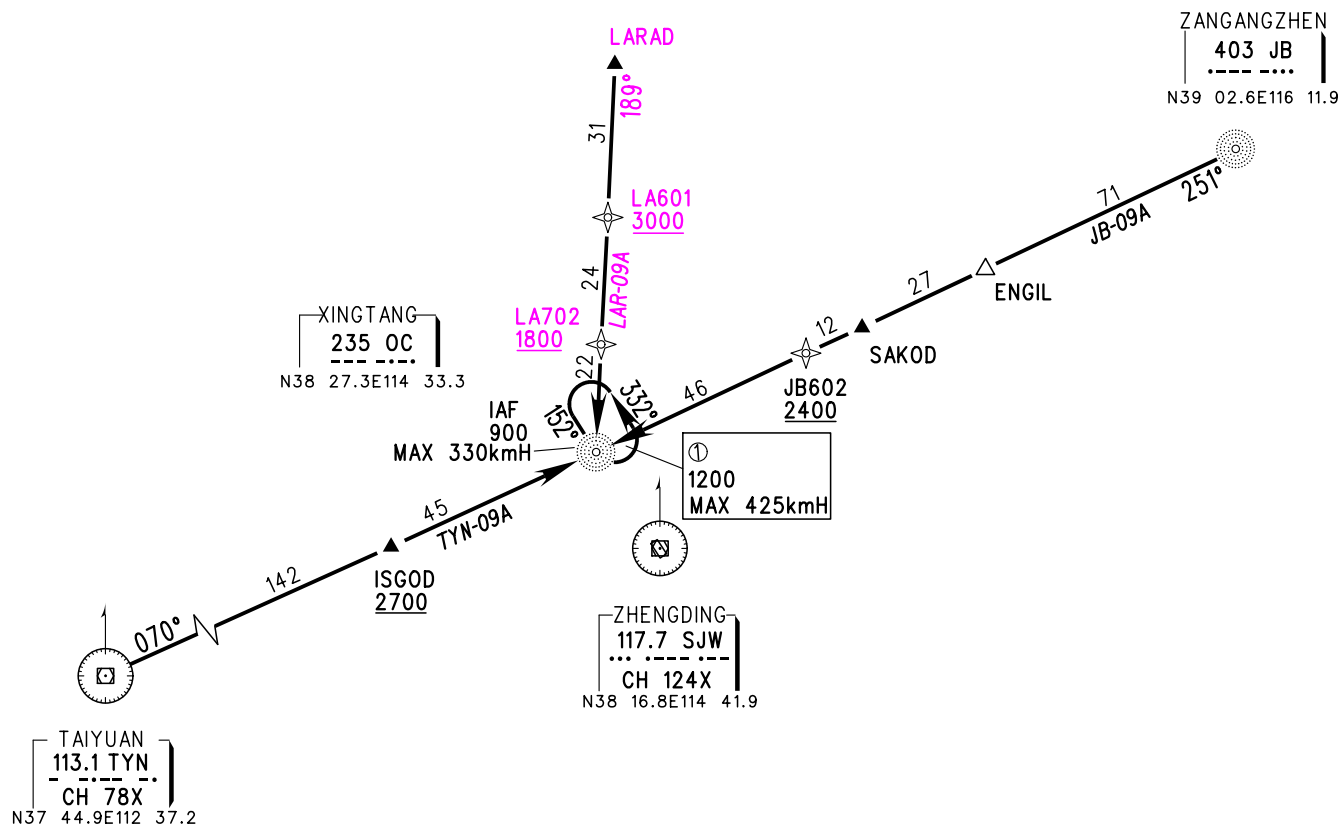 LARAD
189°
31
LA601
3000
24
LAR-09A
LA702
1800
22
ZANGANGZHEN
403 JB
N39 02.6E116 11.9
251°
71
JB-09A
ENGIL
27
SAKOD
12
JB602
2400
46
XINGTANG
235 OC
N38 27.3E114 33.3
IAF
900
MAX 330kmH
152°
332°
①
1200
MAX 425kmH
45
TYN-09A
ISGOD
2700
142
070°
ZHENGDING
117.7 SJW
CH 124X
N38 16.8E114 41.9
TAIYUAN
113.1 TYN
CH 78X
N37 44.9E112 37.2